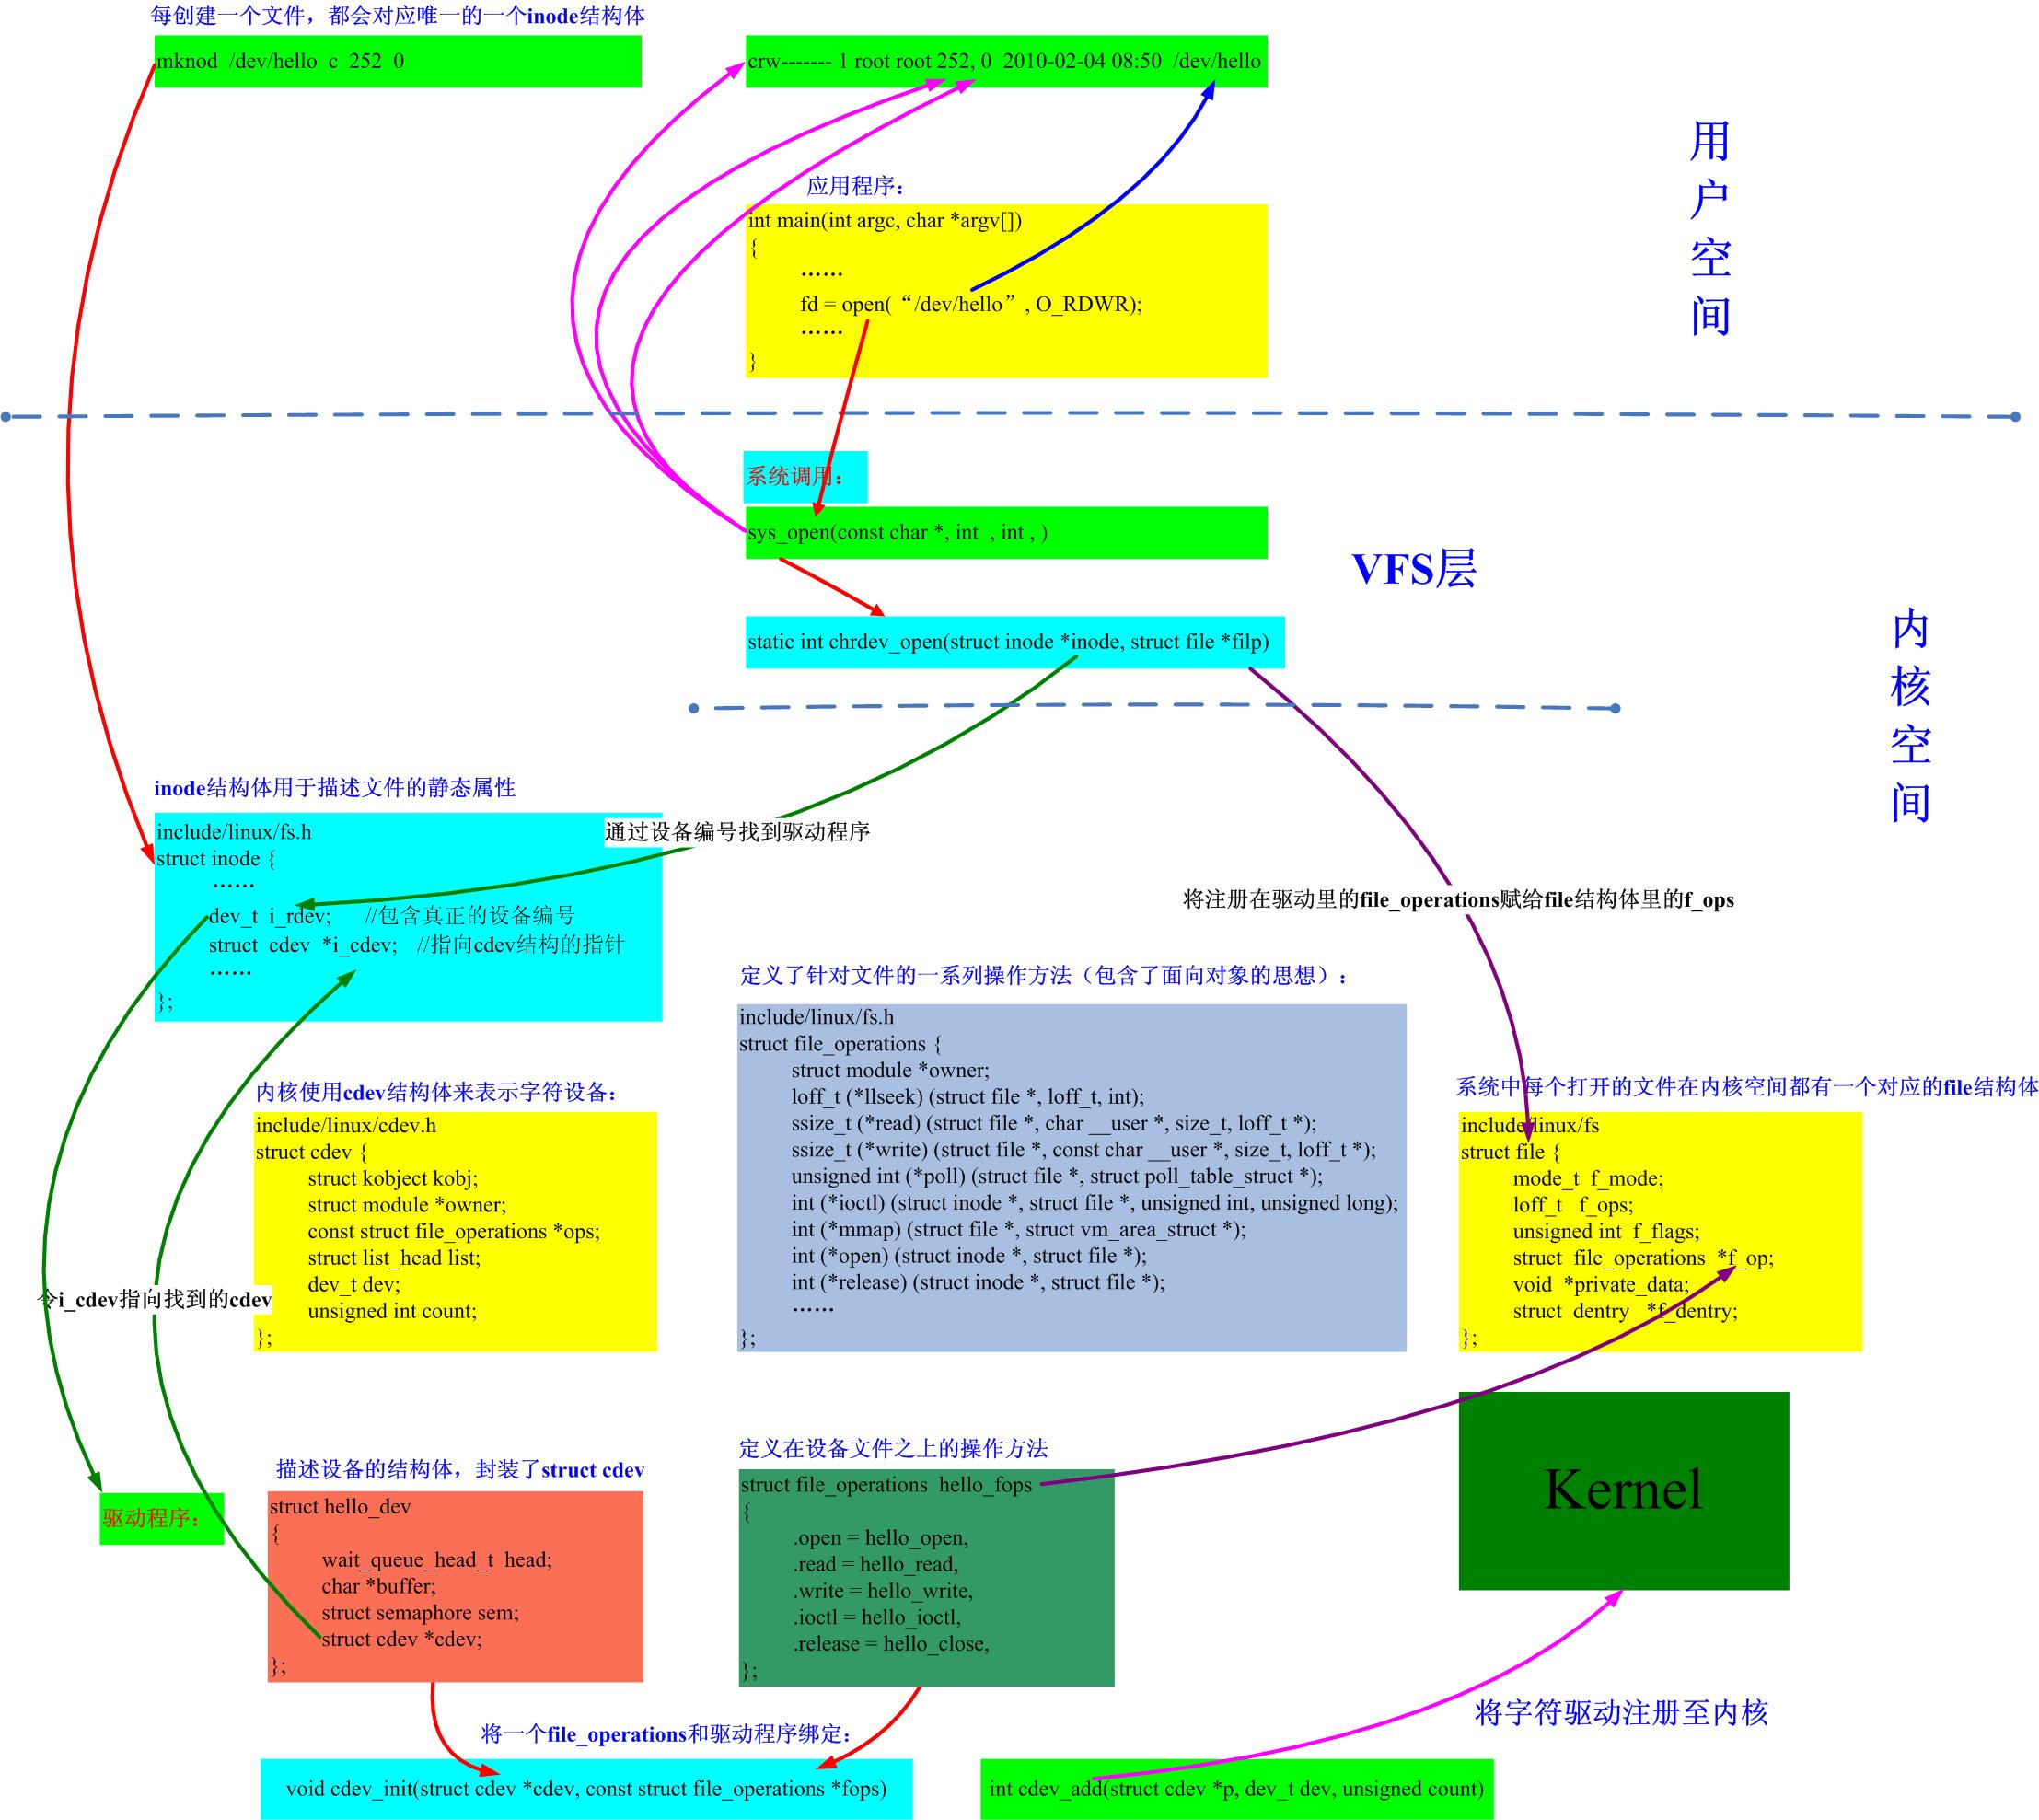 每创建一个文件，都会对应唯一的一个inode结构体
mknod /dev/hello c 252 0
crw------- 1 root root 252, 0 2010-02-04 08:50 /dev/hello
用户空间
应用程序：
int main(int argc, char *argv[])
{
……
fd = open(“/dev/hello”, O_RDWR);
……
}
系统调用：
sys_open(const char *, int , int , )
VFS层
static int chrdev_open(struct inode *inode, struct file *filp)
内核空间
inode结构体用于描述文件的静态属性
include/linux/fs.h
struct inode {
……
dev_t i_rdev; //包含真正的设备编号
struct cdev *i_cdev; //指向cdev结构的指针
……
};
通过设备编号找到驱动程序
将注册在驱动里的file_operations赋给file结构体里的f_ops
内核使用cdev结构体来表示字符设备：
include/linux/cdev.h
struct cdev {
struct kobject kobj;
struct module *owner;
const struct file_operations *ops;
struct list_head list;
dev_t dev;
unsigned int count;
};
令i_cdev指向找到的cdev
定义了针对文件的一系列操作方法（包含了面向对象的思想）：
include/linux/fs.h
struct file_operations {
struct module *owner;
loff_t (*llseek) (struct file *, loff_t, int);
ssize_t (*read) (struct file *, char __user *, size_t, loff_t *);
ssize_t (*write) (struct file *, const char __user *, size_t, loff_t *);
unsigned int (*poll) (struct file *, struct poll_table_struct *);
int (*ioctl) (struct inode *, struct file *, unsigned int, unsigned long);
int (*mmap) (struct file *, struct vm_area_struct *);
int (*open) (struct inode *, struct file *);
int (*release) (struct inode *, struct file *);
……
};
系统中每个打开的文件在内核空间都有一个对应的file结构体
include/linux/fs
struct file {
mode_t f_mode;
loff_t f_ops;
unsigned int f_flags;
struct file_operations *f_op;
void *private_data;
struct dentry *f_dentry;
};
Kernel
驱动程序：
描述设备的结构体，封装了struct cdev
struct hello_dev
{
wait_queue_head_t head;
char *buffer;
struct semaphore sem;
struct cdev *cdev;
};
定义在设备文件之上的操作方法
struct file_operations hello_fops
{
.open = hello_open,
.read = hello_read,
.write = hello_write,
.ioctl = hello_ioctl,
.release = hello_close,
};
将一个file_operations和驱动程序绑定：
void cdev_init(struct cdev *cdev, const struct file_operations *fops)
将字符驱动注册至内核
int cdev_add(struct cdev *p, dev_t dev, unsigned count)